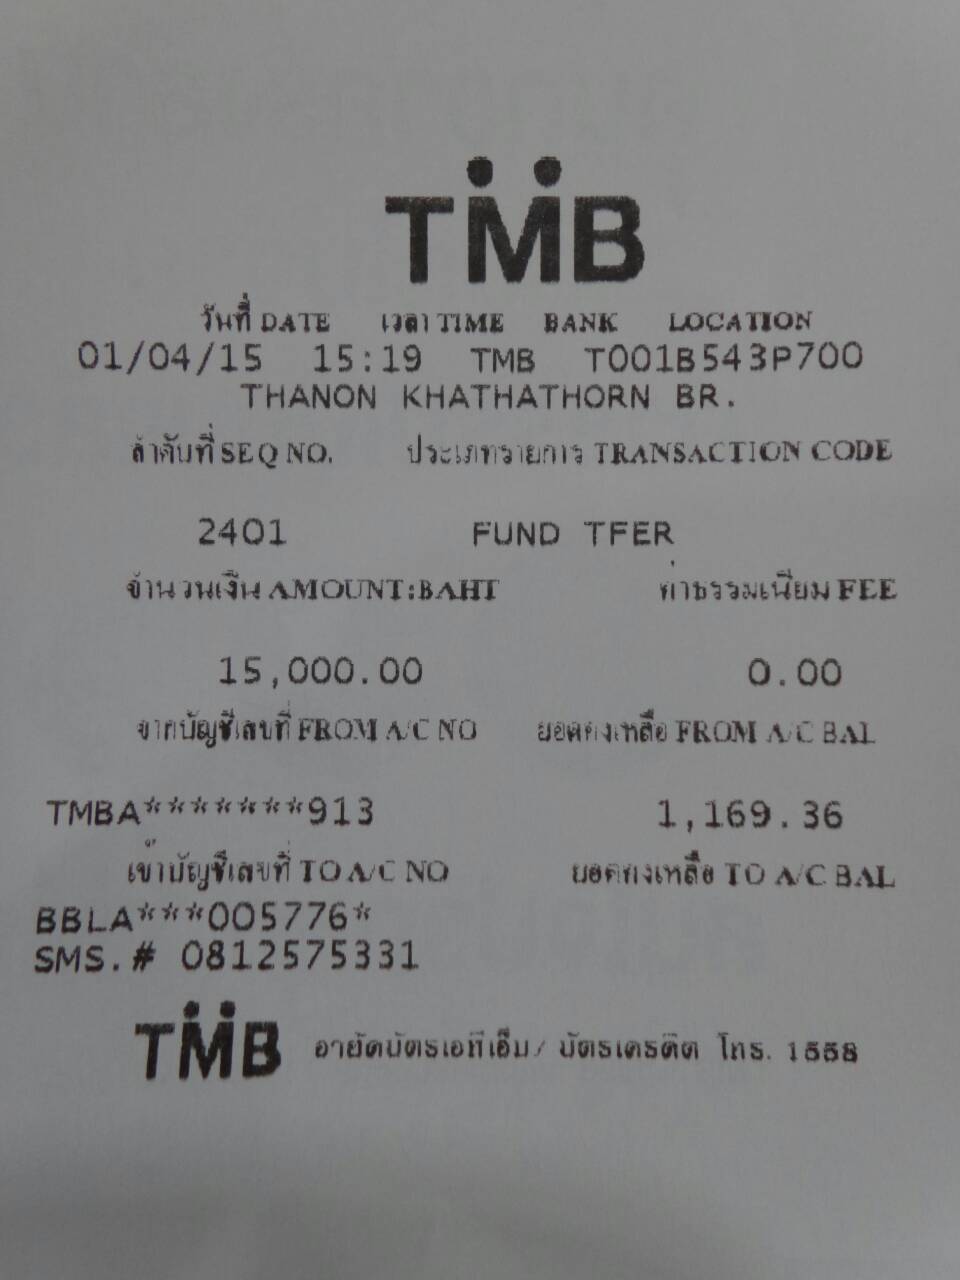 TMB
วันที่ DATE เวลา TIME BANK LOCATION
01/04/15 15:19 TMB T001B543P700
THANON KHATHATHORN BR.
ลำดับที่ SEQ NO. ประเภทรายการ TRANSACTION CODE
2401 FUND TFER
จำนวนเงิน AMOUNT:BAHT ค่าธรรมเนียม FEE
15,000.00 0.00
จากบัญชีเลขที่ FROM A/C NO ยอดคงเหลือ FROM A/C BAL
TMBA*******913 1,169.36
เข้าบัญชีเลขที่ TO A/C NO ยอดคงเหลือ TO A/C BAL
BBLA***005776*
SMS.# 0812575331
TMB อายัดบัตรเอทีเอ็ม/ บัตรเครดิต โทร. 1558